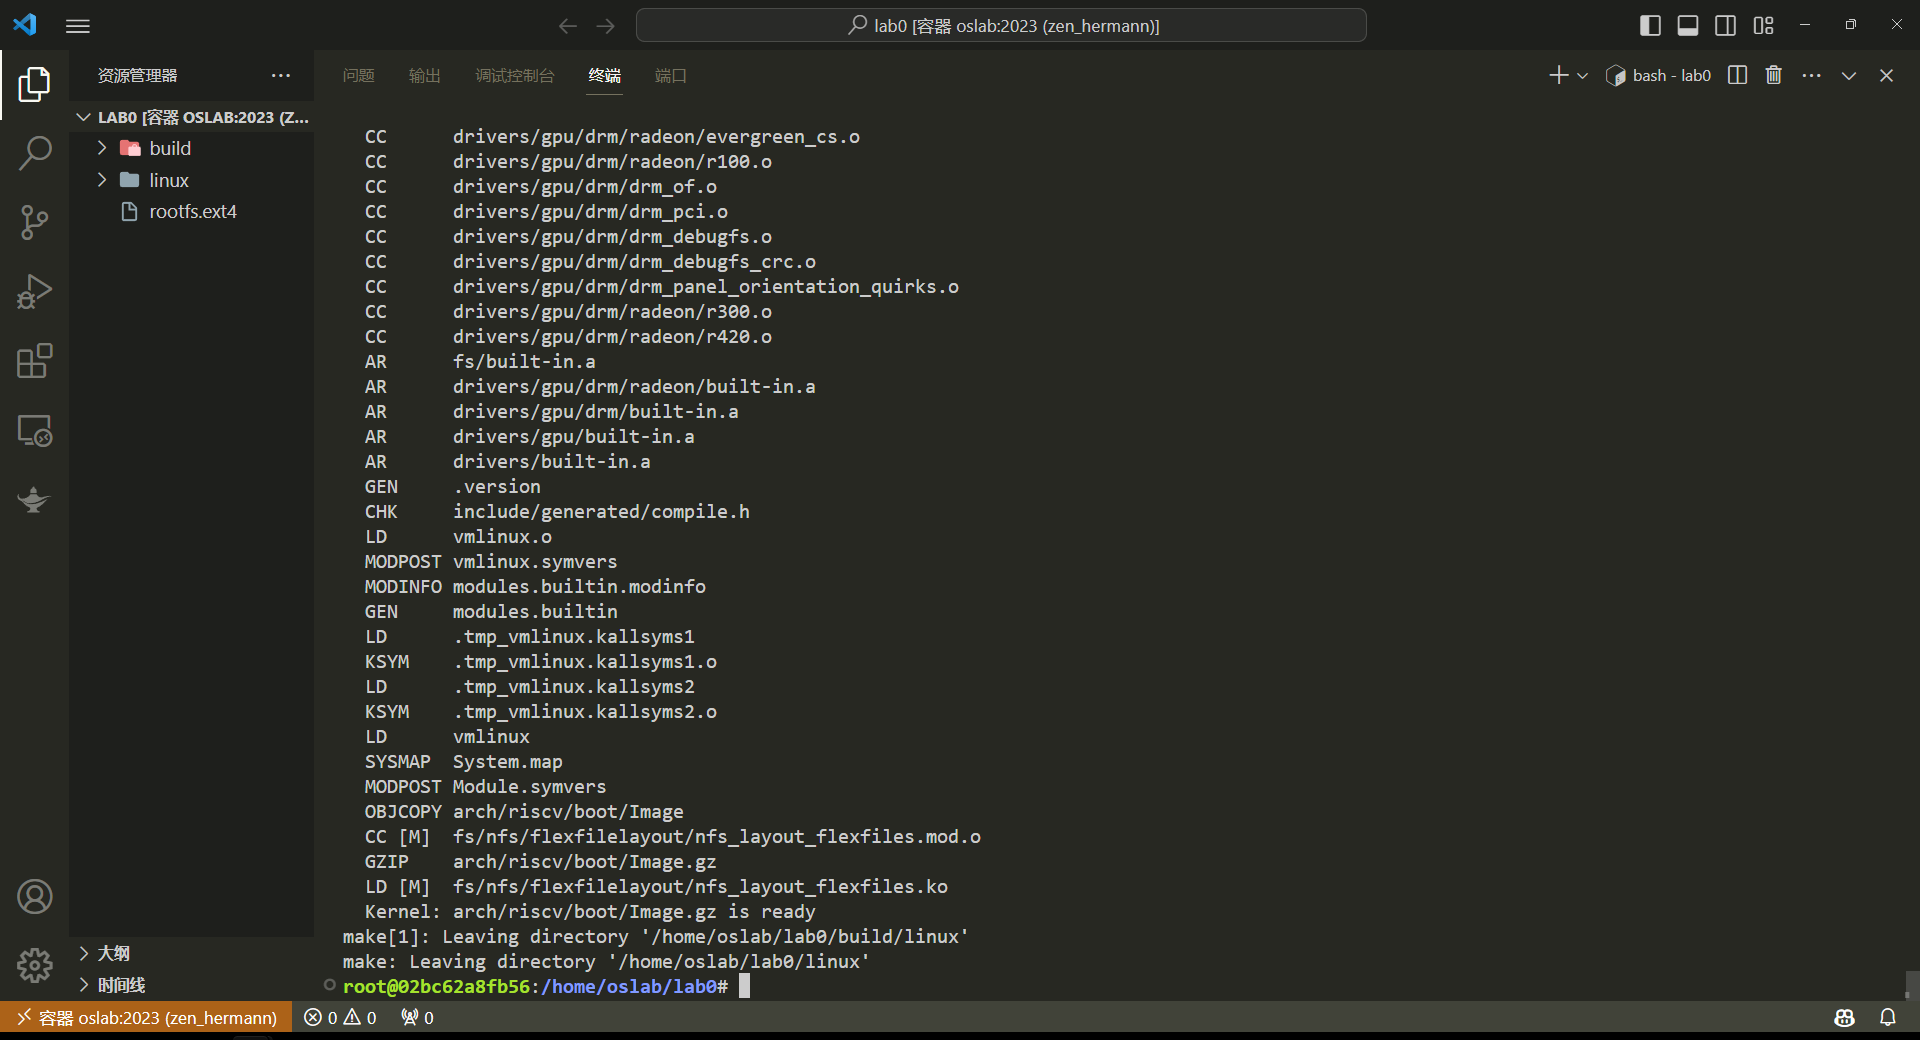 lab0 [容器 oslab:2023 (zen_hermann)]
资源管理器
问题 输出 调试控制台 终端 端口
bash - lab0
LAB0 [容器 OSLAB:2023 (Z...
build
linux
rootfs.ext4
CC drivers/gpu/drm/radeon/evergreen_cs.o
CC drivers/gpu/drm/radeon/r100.o
CC drivers/gpu/drm/drm_of.o
CC drivers/gpu/drm/drm_pci.o
CC drivers/gpu/drm/drm_debugfs.o
CC drivers/gpu/drm/drm_debugfs_crc.o
CC drivers/gpu/drm/drm_panel_orientation_quirks.o
CC drivers/gpu/drm/radeon/r300.o
CC drivers/gpu/drm/radeon/r420.o
AR fs/built-in.a
AR drivers/gpu/drm/radeon/built-in.a
AR drivers/gpu/drm/built-in.a
AR drivers/gpu/built-in.a
AR drivers/built-in.a
GEN .version
CHK include/generated/compile.h
LD vmlinux.o
MODPOST vmlinux.symvers
MODINFO modules.builtin.modinfo
GEN modules.builtin
LD .tmp_vmlinux.kallsyms1
KSYM .tmp_vmlinux.kallsyms1.o
LD .tmp_vmlinux.kallsyms2
KSYM .tmp_vmlinux.kallsyms2.o
LD vmlinux
SYSMAP System.map
MODPOST Module.symvers
OBJCOPY arch/riscv/boot/Image
CC [M] fs/nfs/flexfilelayout/nfs_layout_flexfiles.mod.o
GZIP arch/riscv/boot/Image.gz
LD [M] fs/nfs/flexfilelayout/nfs_layout_flexfiles.ko
Kernel: arch/riscv/boot/Image.gz is ready
make[1]: Leaving directory '/home/oslab/lab0/build/linux'
make: Leaving directory '/home/oslab/lab0/linux'
root@02bc62a8fb56:/home/oslab/lab0#
大纲
时间线
容器 oslab:2023 (zen_hermann) 0 0 0